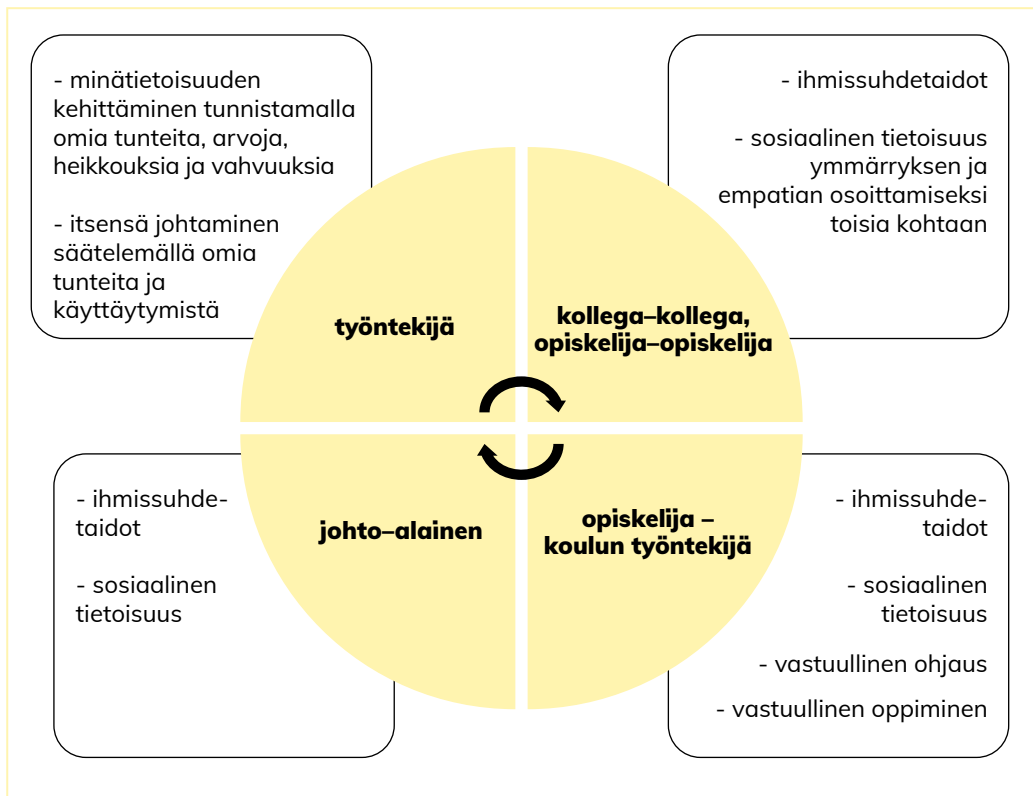 - minätietoisuuden
kehittäminen tunnistamalla
omia tunteita, arvoja,
heikkouksia ja vahvuuksia
- itsensä johtaminen
säätelemällä omia
tunteita ja
käyttäytymistä
- ihmissuhdetaidot
- sosiaalinen tietoisuus
ymmärryksen ja
empatian osoittamiseksi
toisia kohtaan
työntekijä
kollega–kollega,
opiskelija–opiskelija
johto–alainen
opiskelija –
koulun työntekijä
- ihmissuhde-
taidot
- sosiaalinen
tietoisuus
- ihmissuhde-
taidot
- sosiaalinen
tietoisuus
- vastuullinen ohjaus
- vastuullinen oppiminen